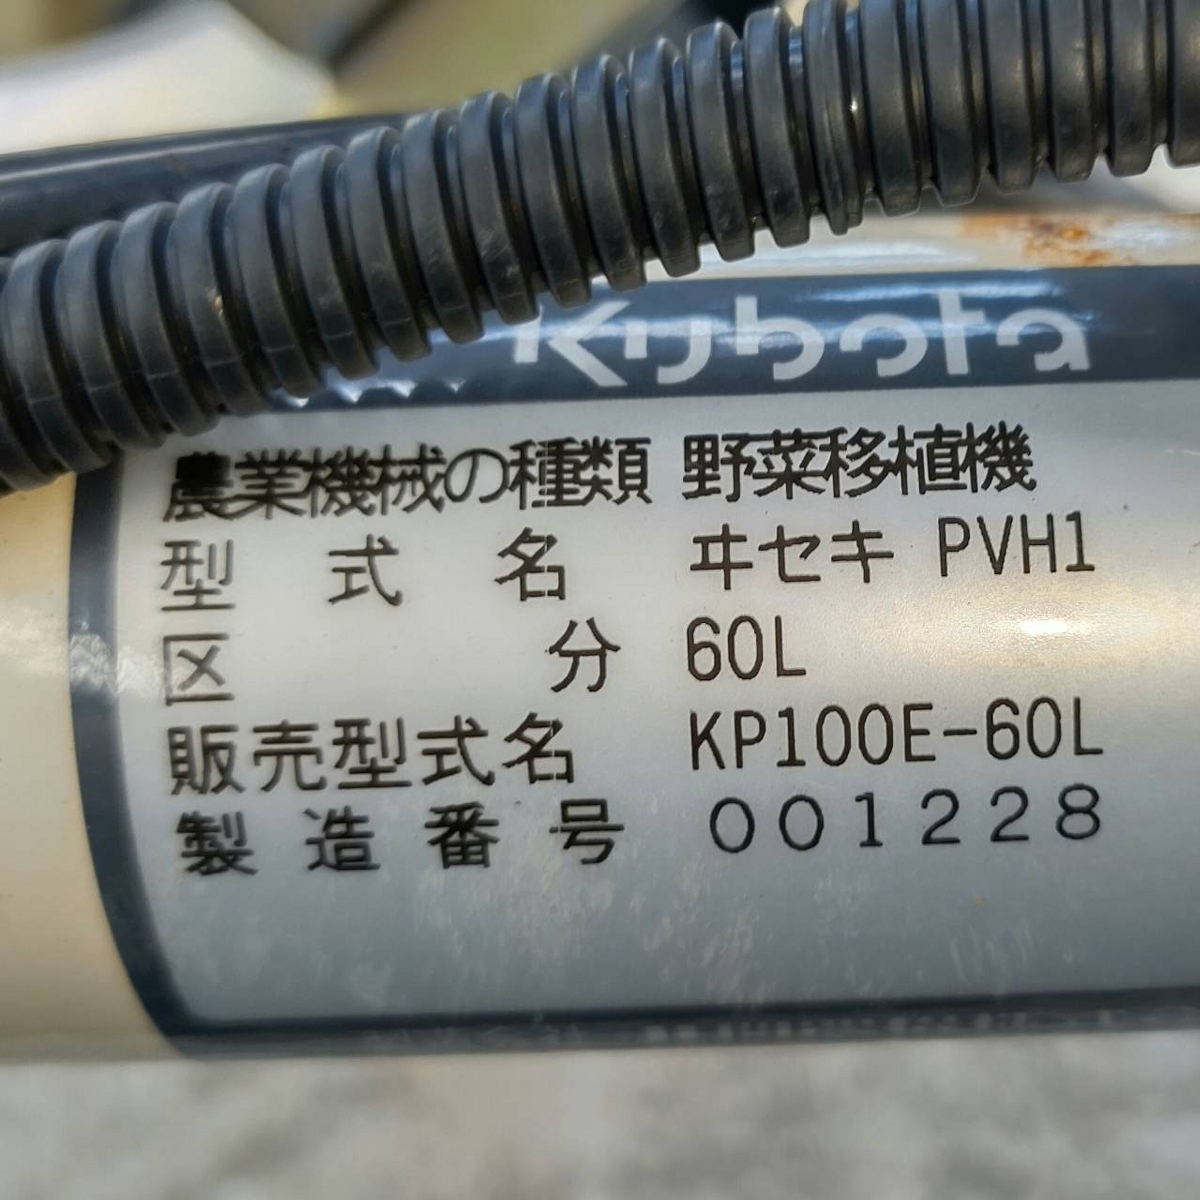 Kubota
農業機械の種類 野菜移植機
型式名 ヰセキ PVH1
区分 60L
販売型式名 KP100E-60L
製造番号 001228